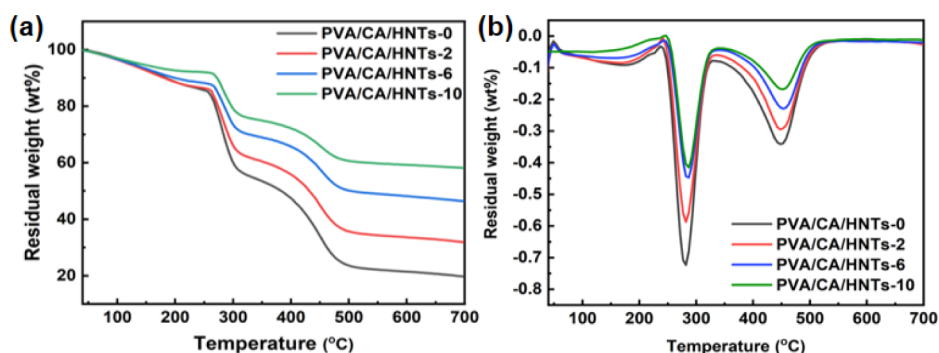 (a)
PVA/CA/HNTs-0
PVA/CA/HNTs-2
PVA/CA/HNTs-6
PVA/CA/HNTs-10
Residual weight (wt%)
100
80
60
40
20
100 200 300 400 500 600 700
Temperature (°C)
(b)
Residual weight (wt%)
0.0
-0.1
-0.2
-0.3
-0.4
-0.5
-0.6
-0.7
-0.8
PVA/CA/HNTs-0
PVA/CA/HNTs-2
PVA/CA/HNTs-6
PVA/CA/HNTs-10
100 200 300 400 500 600 700
Temperature (°C)